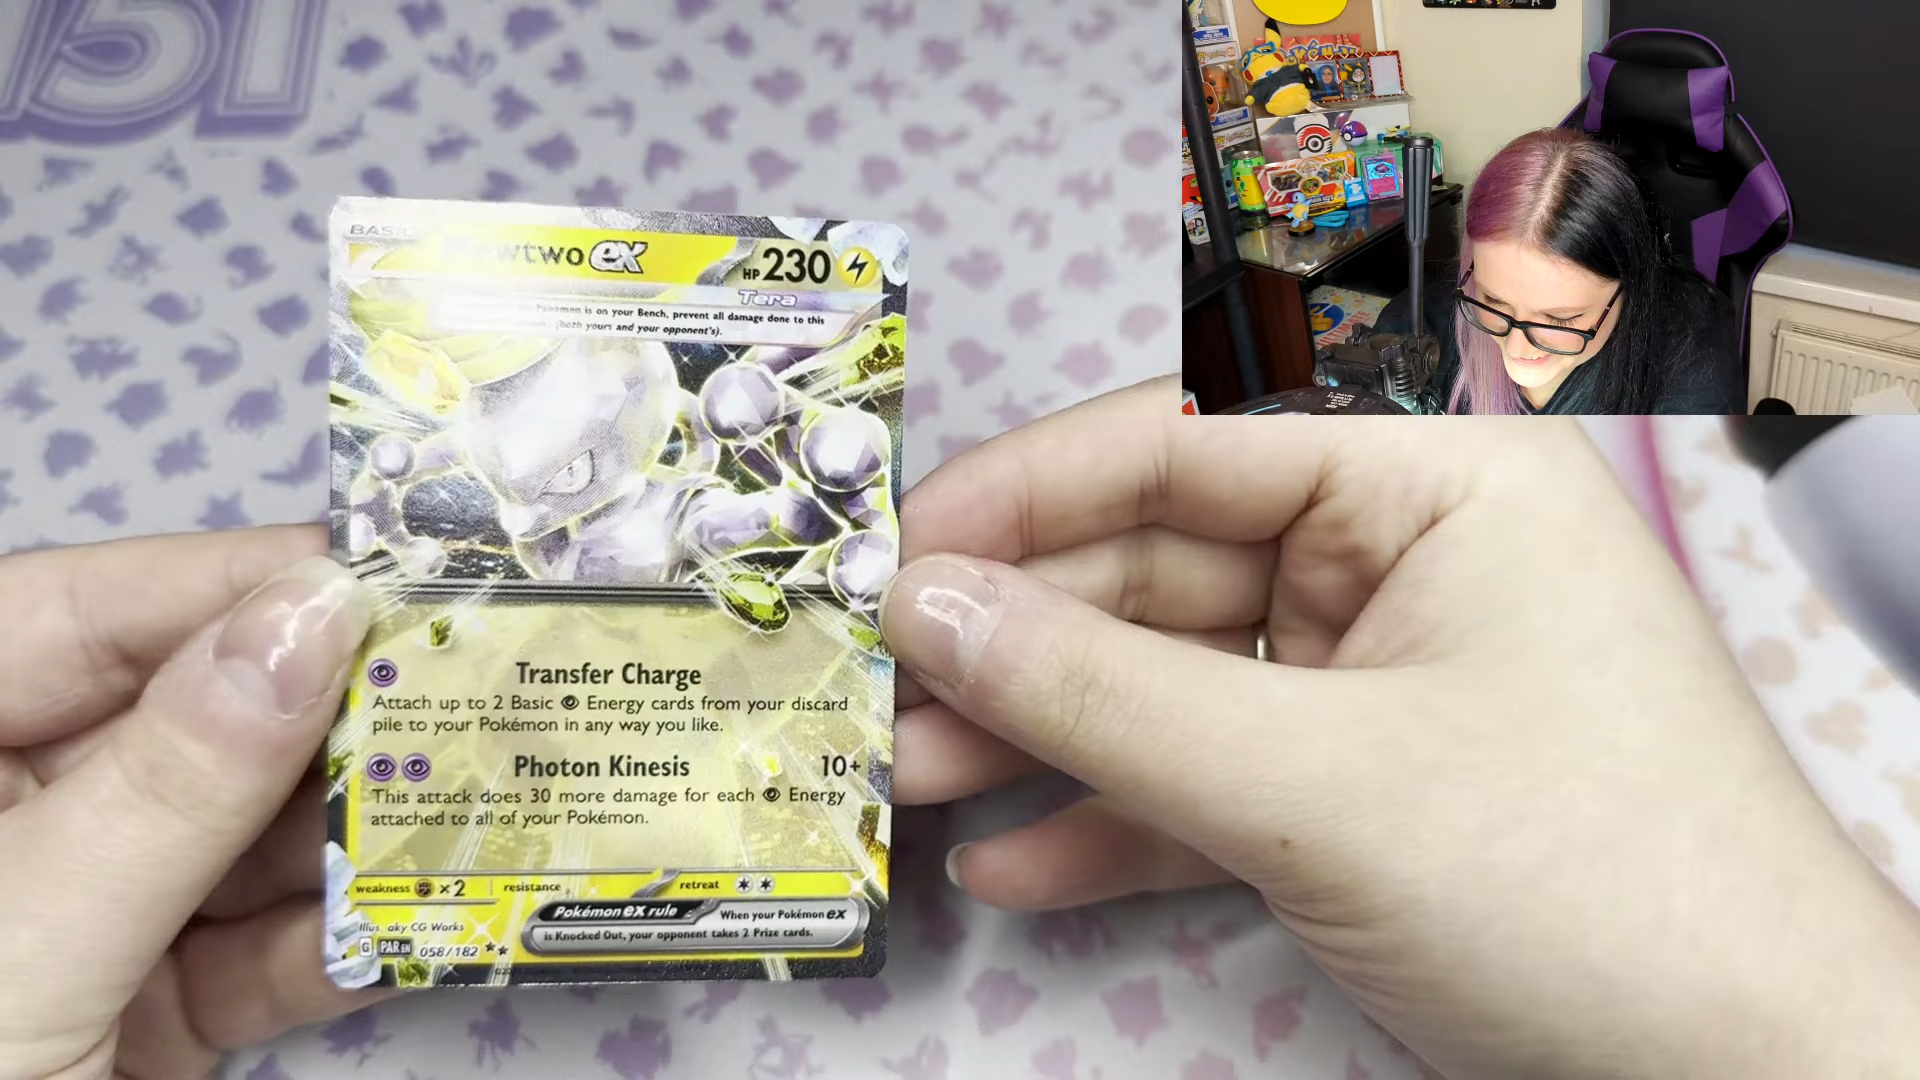 151
BASIC
Mewtwo ex
HP 230
Tera
Pokémon is on your Bench, prevent all damage done to this
(both yours and your opponent's).
Transfer Charge
Attach up to 2 Basic Energy cards from your discard
pile to your Pokémon in any way you like.
Photon Kinesis 10+
This attack does 30 more damage for each Energy
attached to all of your Pokémon.
weakness ×2 resistance retreat
Pokémon ex rule When your Pokémon ex
is Knocked Out, your opponent takes 2 Prize cards.
Illus. aky CG Works
G PAR EN 058/182